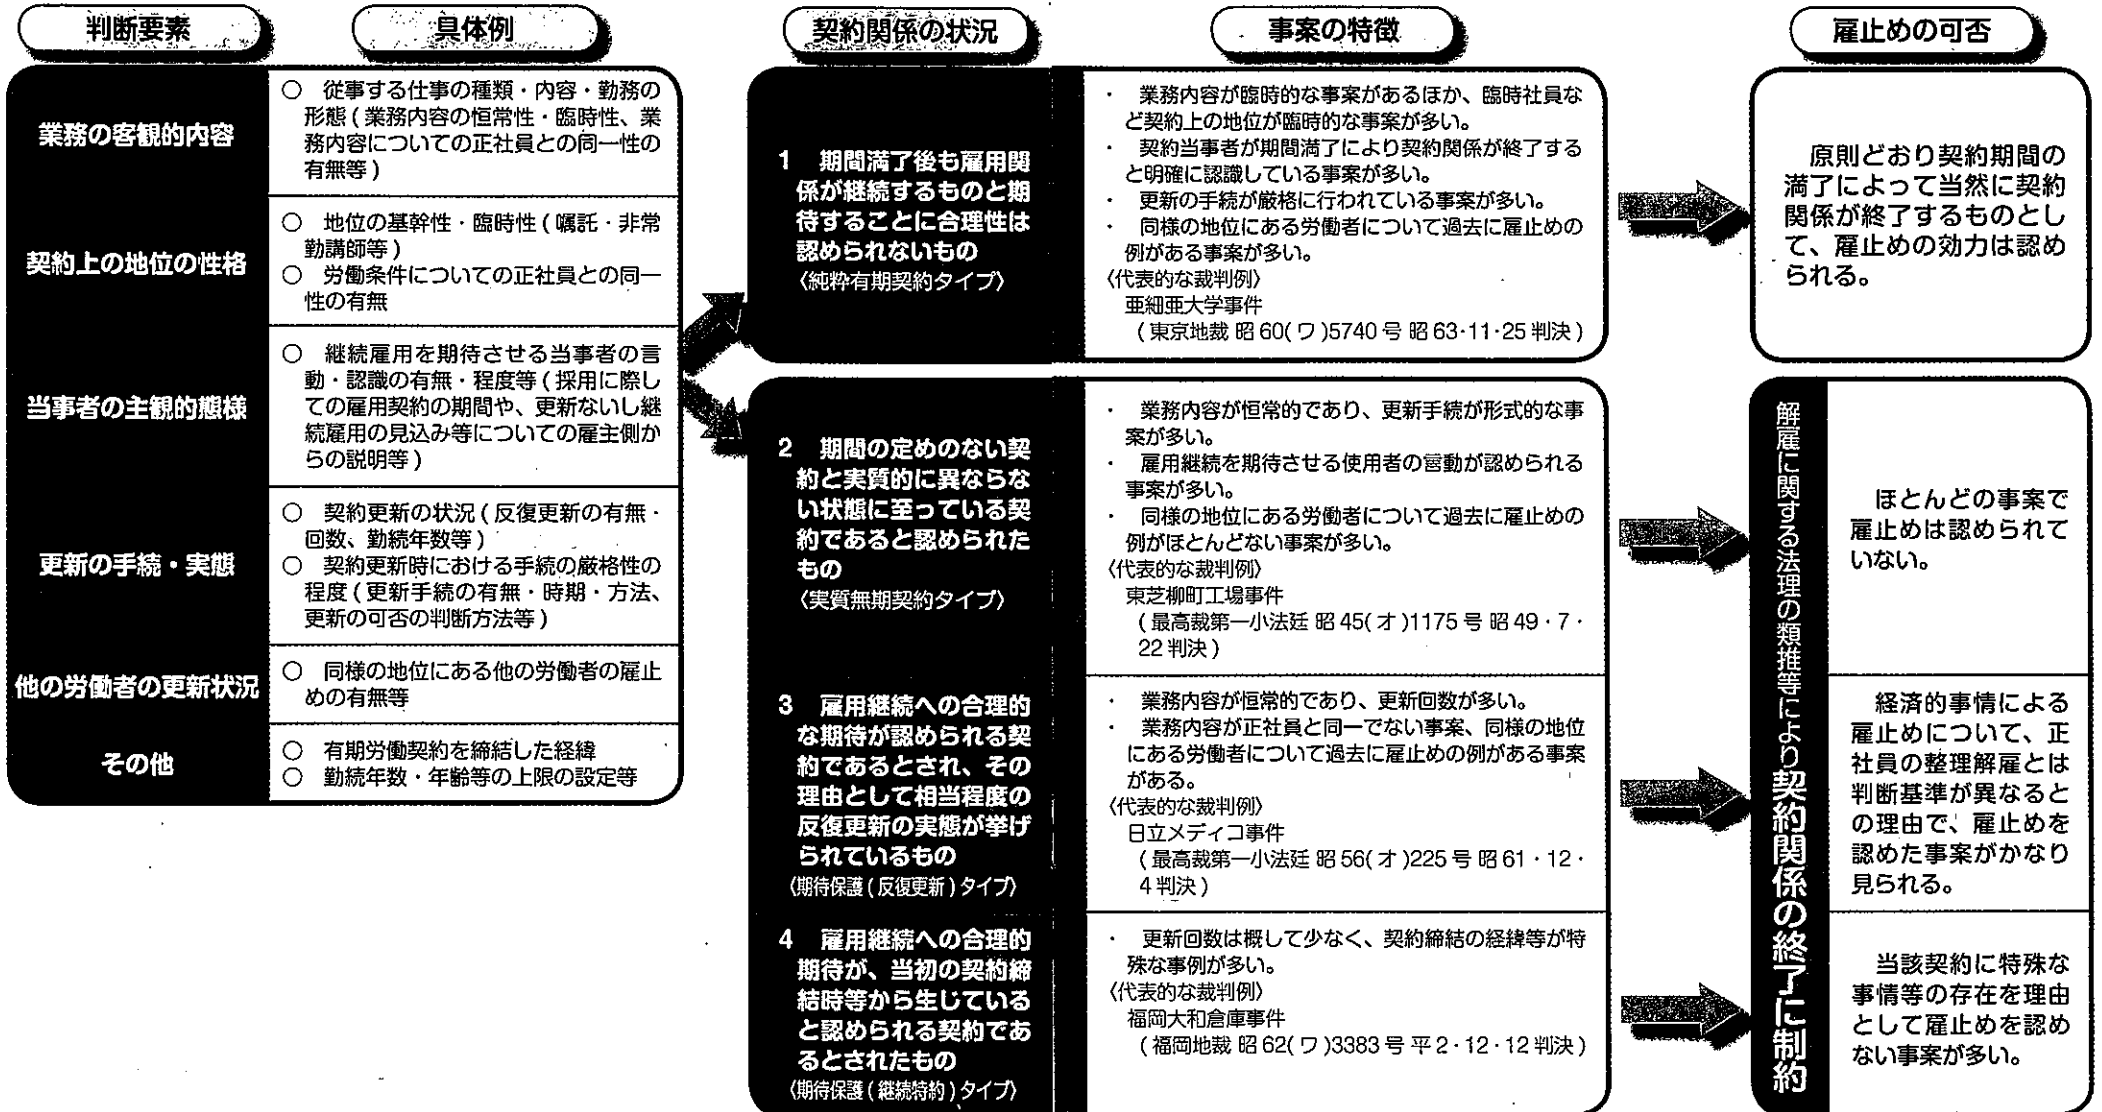 判断要素
具体例
業務の客観的内容
○ 従事する仕事の種類・内容・勤務の
形態(業務内容の恒常性・臨時性、業
務内容についての正社員との同一性の
有無等)
契約上の地位の性格
○ 地位の基幹性・臨時性(嘱託・非常
勤講師等)
○ 労働条件についての正社員との同一
性の有無
当事者の主観的態様
○ 継続雇用を期待させる当事者の言
動・認識の有無・程度等(採用に際し
ての雇用契約の期間や、更新ないし継
続雇用の見込み等についての雇主側か
らの説明等)
更新の手続・実態
○ 契約更新の状況(反復更新の有無・
回数、勤続年数等)
○ 契約更新時における手続の厳格性の
程度(更新手続の有無・時期・方法、
更新の可否の判断方法等)
他の労働者の更新状況
○ 同様の地位にある他の労働者の雇止
めの有無等
その他
○ 有期労働契約を締結した経緯
○ 勤続年数・年齢等の上限の設定等
契約関係の状況
事案の特徴
雇止めの可否
1 期間満了後も雇用関
係が継続するものと期
待することに合理性は
認められないもの
〈純粋有期契約タイプ〉
・ 業務内容が臨時的な事案があるほか、臨時社員な
ど契約上の地位が臨時的な事案が多い。
・ 契約当事者が期間満了により契約関係が終了する
と明確に認識している事案が多い。
・ 更新の手続が厳格に行われている事案が多い。
・ 同様の地位にある労働者について過去に雇止めの
例がある事案が多い。
〈代表的な裁判例〉
亜細亜大学事件
(東京地裁 昭60(ワ)5740号 昭63・11・25判決)
原則どおり契約期間の
満了によって当然に契約
関係が終了するものとし
て、雇止めの効力は認め
られる。
2 期間の定めのない契
約と実質的に異ならな
い状態に至っている契
約であると認められた
もの
〈実質無期契約タイプ〉
・ 業務内容が恒常的であり、更新手続が形式的な事
案が多い。
・ 雇用継続を期待させる使用者の言動が認められる
事案が多い。
・ 同様の地位にある労働者について過去に雇止めの
例がほとんどない事案が多い。
〈代表的な裁判例〉
東芝柳町工場事件
(最高裁第一小法廷 昭45(オ)1175号 昭49・7・
22判決)
解雇に関する法理の類推等により契約関係の終了に制約
ほとんどの事案で
雇止めは認められて
いない。
3 雇用継続への合理的
な期待が認められる契
約であるとされ、その
理由として相当程度の
反復更新の実態が挙げ
られているもの
〈期待保護(反復更新)タイプ〉
・ 業務内容が恒常的であり、更新回数が多い。
・ 業務内容が正社員と同一でない事案、同様の地位
にある労働者について過去に雇止めの例がある事案
がある。
〈代表的な裁判例〉
日立メディコ事件
(最高裁第一小法廷 昭56(オ)225号 昭61・12・
4判決)
経済的事情による
雇止めについて、正
社員の整理解雇とは
判断基準が異なると
の理由で、雇止めを
認めた事案がかなり
見られる。
4 雇用継続への合理的
期待が、当初の契約締
結時等から生じている
と認められる契約であ
るとされたもの
〈期待保護(継続特約)タイプ〉
・ 更新回数は概して少なく、契約締結の経緯等が特
殊な事例が多い。
〈代表的な裁判例〉
福岡大和倉庫事件
(福岡地裁 昭62(ワ)3383号 平2・12・12判決)
当該契約に特殊な
事情等の存在を理由
として雇止めを認め
ない事案が多い。